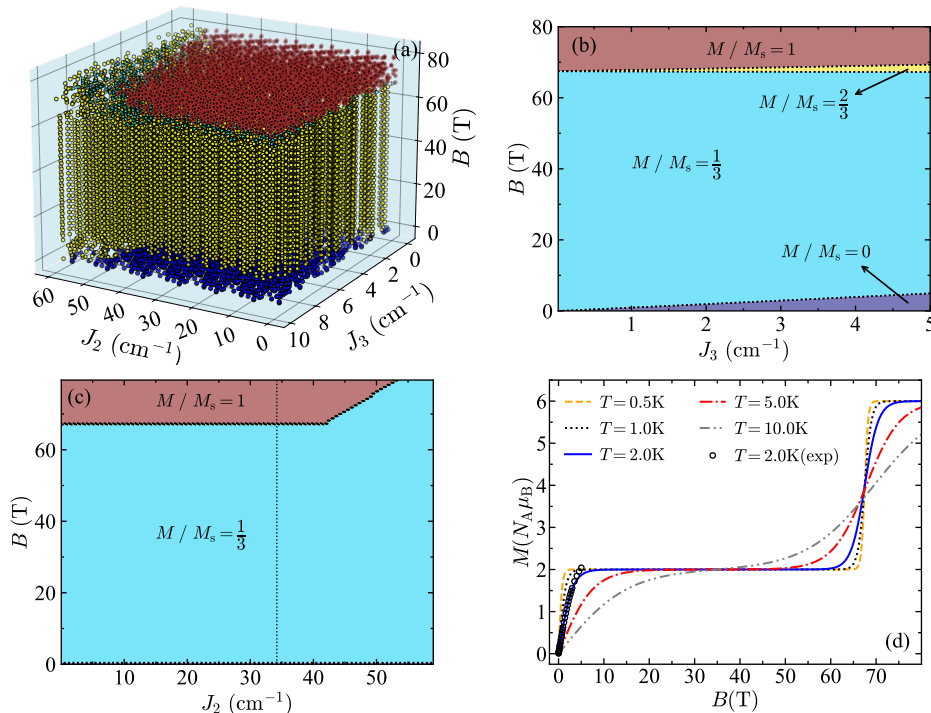 (a)
80
60
40
20
0
B (T)
60
50
40
30
20
10
0
J₂ (cm⁻¹)
10
8
6
4
2
0
J₃ (cm⁻¹)
(b)
M / Mₛ = 1
M / Mₛ = 2/3
M / Mₛ = 1/3
M / Mₛ = 0
80
60
40
20
0
B (T)
1 2 3 4 5
J₃ (cm⁻¹)
(c)
M / Mₛ = 1
M / Mₛ = 1/3
60
40
20
0
B (T)
10 20 30 40 50
J₂ (cm⁻¹)
T = 0.5K
T = 1.0K
T = 2.0K
T = 5.0K
T = 10.0K
T = 2.0K(exp)
6
5
4
3
2
1
0
M(N_Aμ_B)
(d)
0 10 20 30 40 50 60 70
B(T)